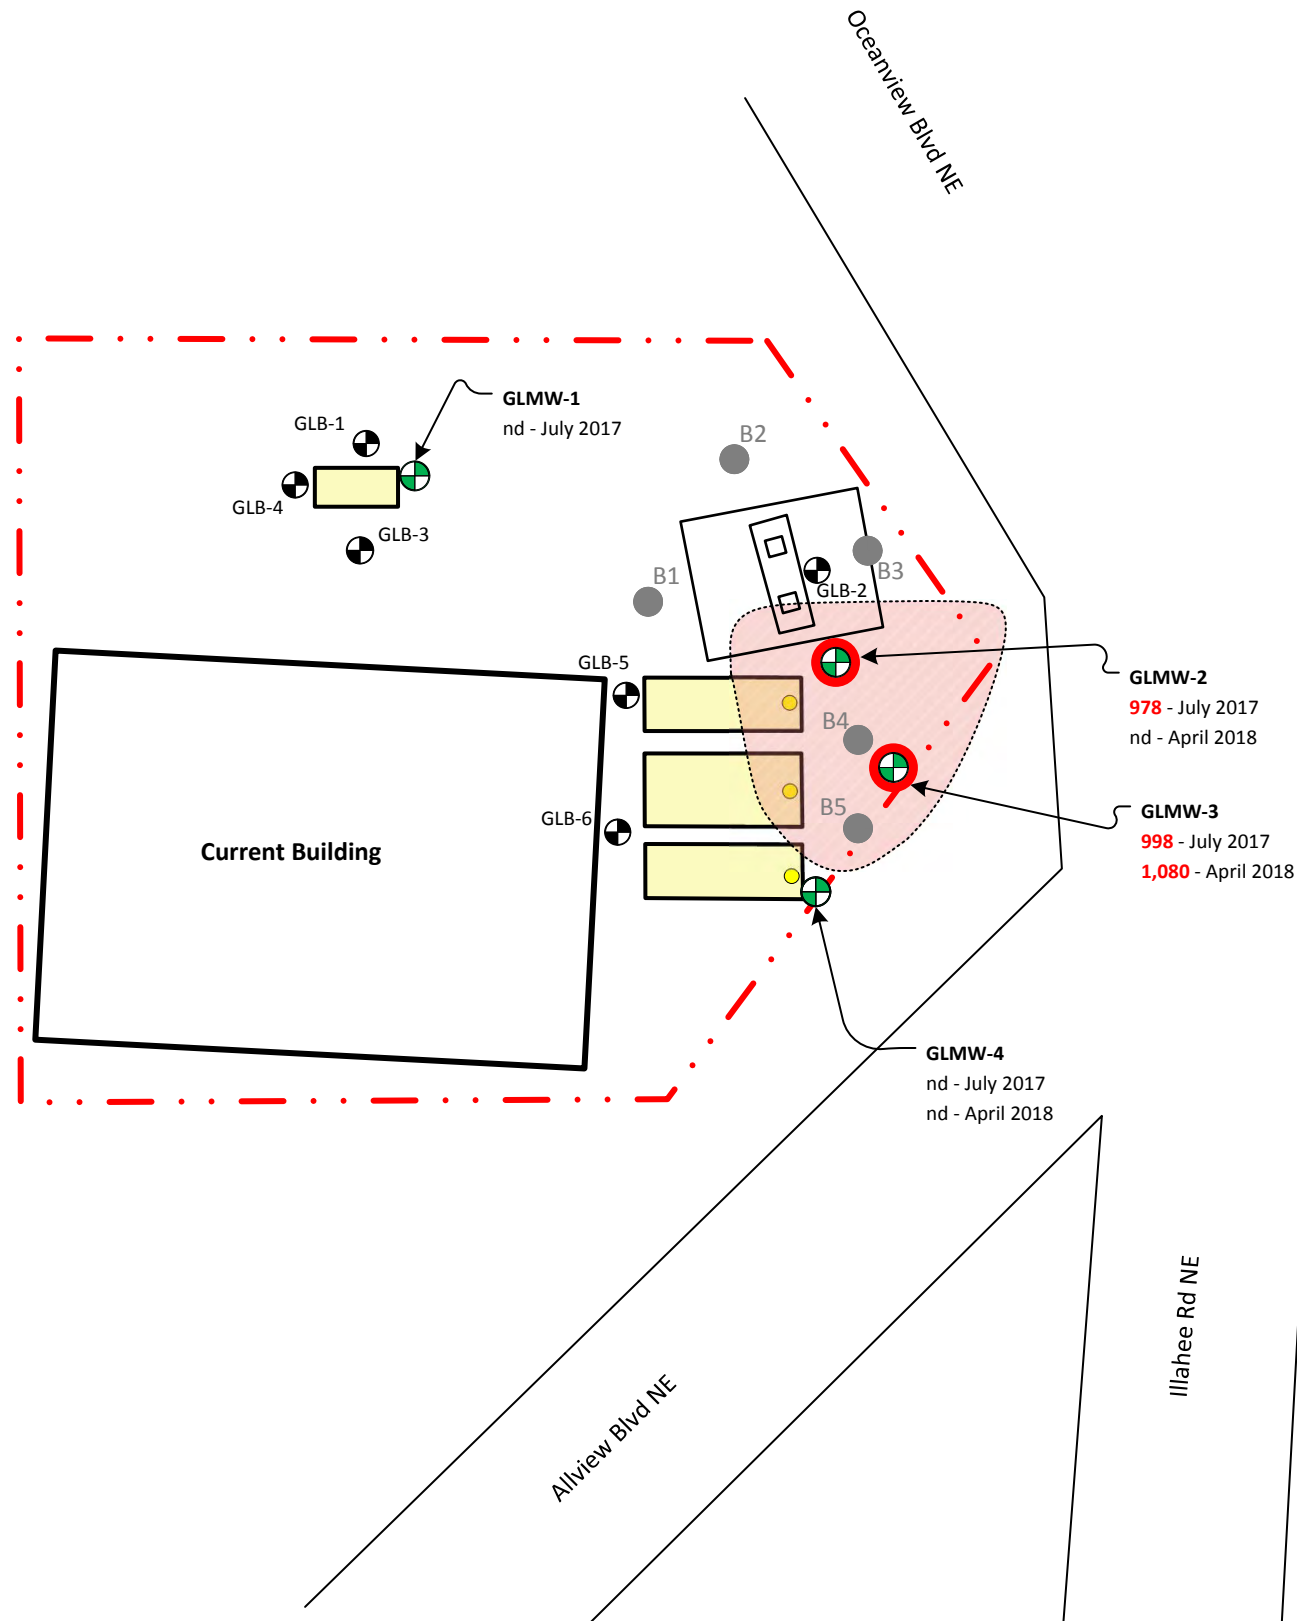 Oceanview Blvd NE
GLMW-1
nd - July 2017
GLB-1
GLB-4
GLB-3
B2
B3
B1
GLB-2
GLB-5
GLMW-2
978 - July 2017
nd - April 2018
B4
GLMW-3
998 - July 2017
1,080 - April 2018
B5
GLB-6
Current Building
GLMW-4
nd - July 2017
nd - April 2018
Illahee Rd NE
Allview Blvd NE